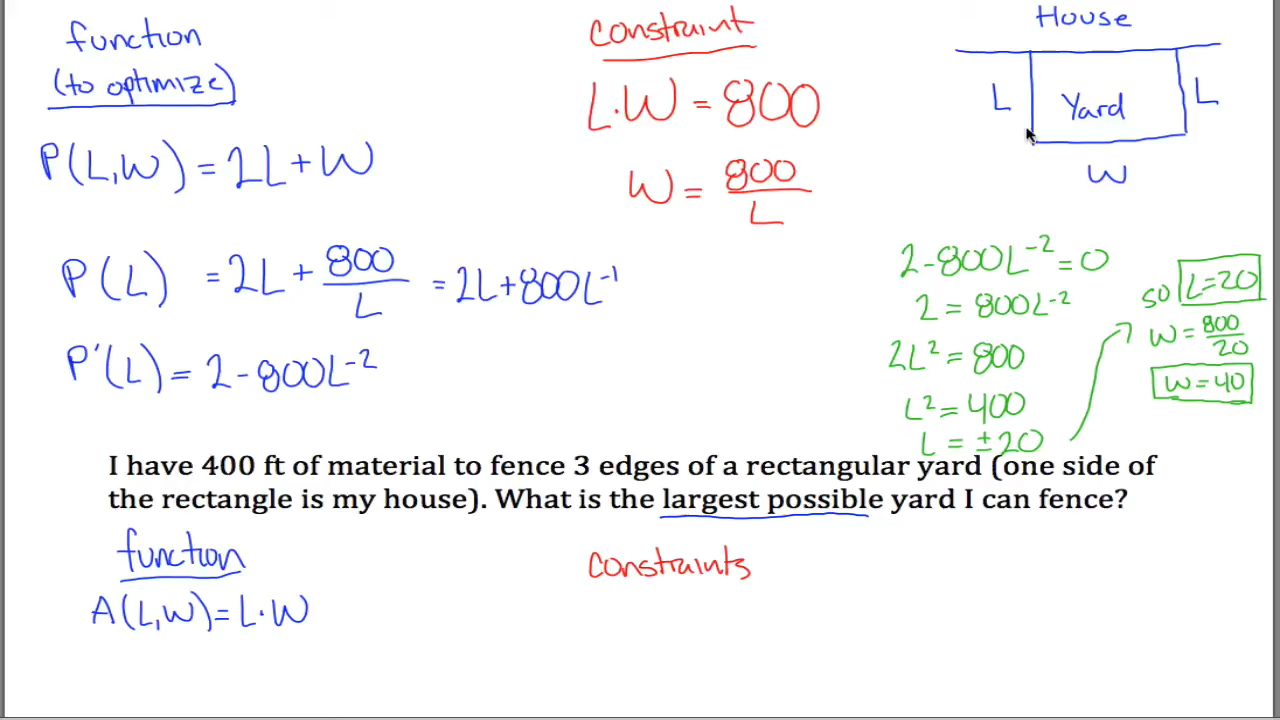 function
(to optimize)
P(L,W) = 2L + W
P(L) = 2L + 800/L = 2L + 800L⁻¹
P'(L) = 2 - 800L⁻²
constraint
L·W = 800
W = 800/L
House
L Yard L
W
2 - 800L⁻² = 0
2 = 800L⁻²
2L² = 800
L² = 400
L = ±20
so L = 20
W = 800/20
W = 40
I have 400 ft of material to fence 3 edges of a rectangular yard (one side of
the rectangle is my house). What is the largest possible yard I can fence?
function
A(L,W) = L·W
constraints